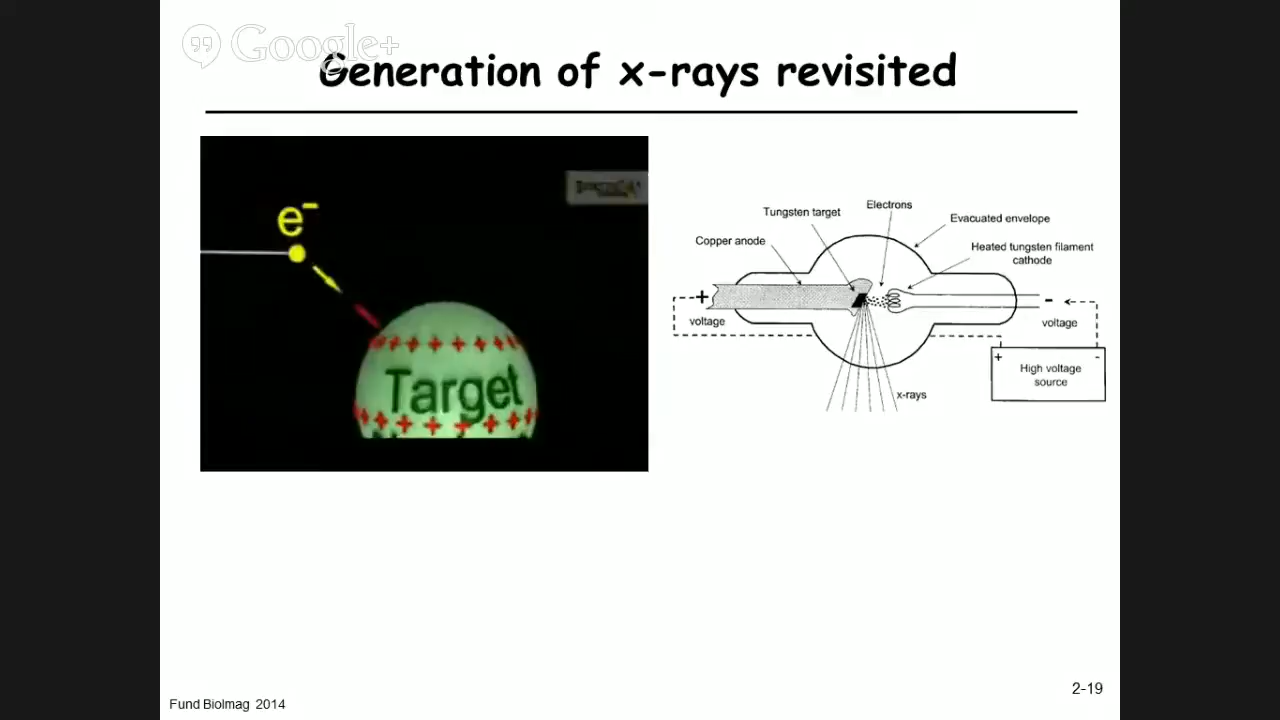 Google+
Generation of x-rays revisited
e-
Target
Tungsten target
Electrons
Evacuated envelope
Copper anode
Heated tungsten filament
cathode
+
-
voltage
voltage
+ -
High voltage
source
x-rays
2-19
Fund BioImag 2014